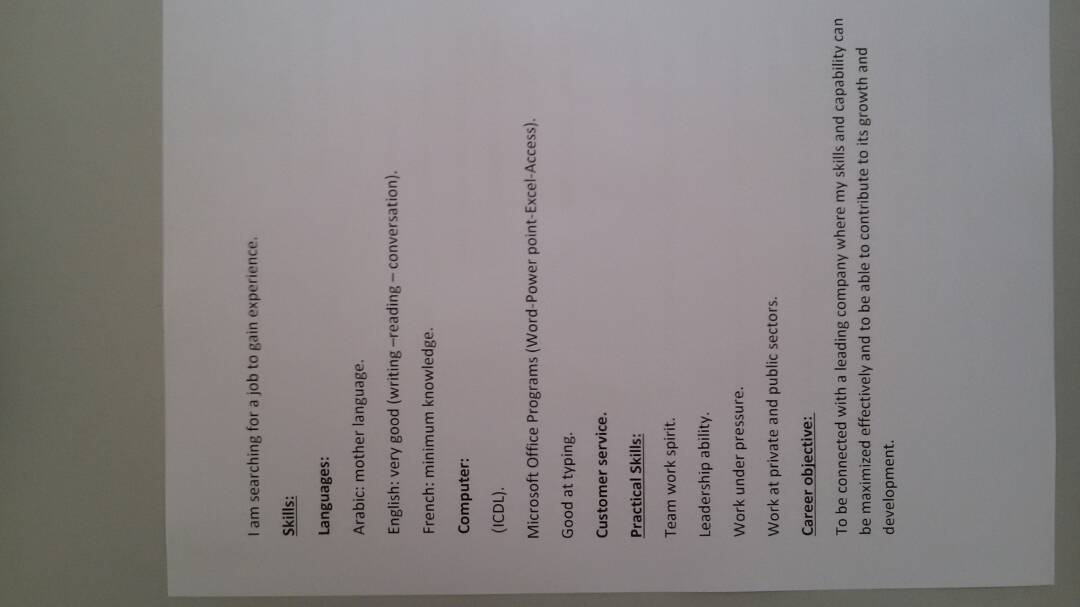 I am searching for a job to gain experience.
Skills:
Languages:
Arabic: mother language.
English: very good (writing –reading – conversation).
French: minimum knowledge.
Computer:
(ICDL).
Microsoft Office Programs (Word-Power point-Excel-Access).
Good at typing.
Customer service.
Practical Skills:
Team work spirit.
Leadership ability.
Work under pressure.
Work at private and public sectors.
Career objective:
To be connected with a leading company where my skills and capability can
be maximized effectively and to be able to contribute to its growth and
development.